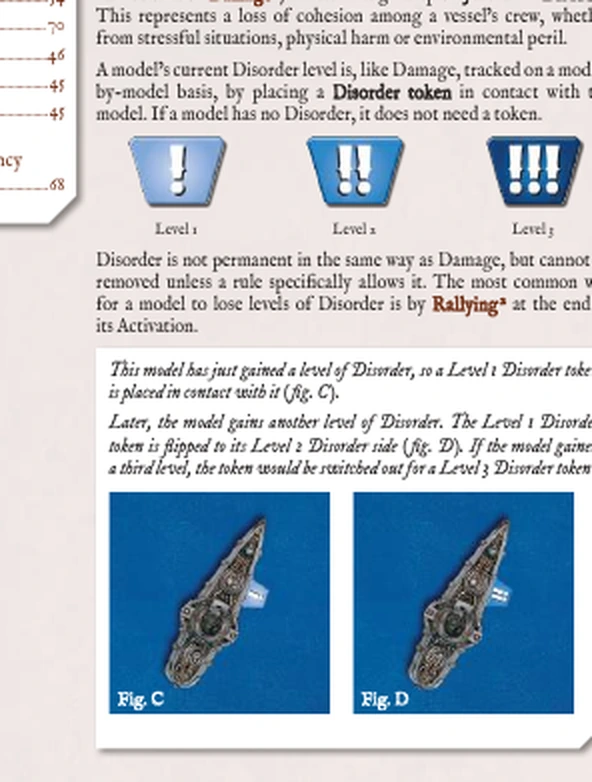 This represents a loss of cohesion among a vessel's crew,
from stressful situations, physical harm or environmental peril.
A model's current Disorder level is, like Damage, tracked on a
by-model basis, by placing a Disorder token in contact with
model. If a model has no Disorder, it does not need a token.
70
46
45
45
68
Level 1
Level 2
Level 3
Disorder is not permanent in the same way as Damage, but cannot
removed unless a rule specifically allows it. The most common
for a model to lose levels of Disorder is by Rallying² at the end
its Activation.
This model has just gained a level of Disorder, so a Level 1 Disorder
is placed in contact with it (fig. C).
Later, the model gains another level of Disorder. The Level 1
token is flipped to its Level 2 Disorder side (fig. D). If the model
a third level, the token would be switched out for a Level 3 Disorder token
Fig. C
Fig. D